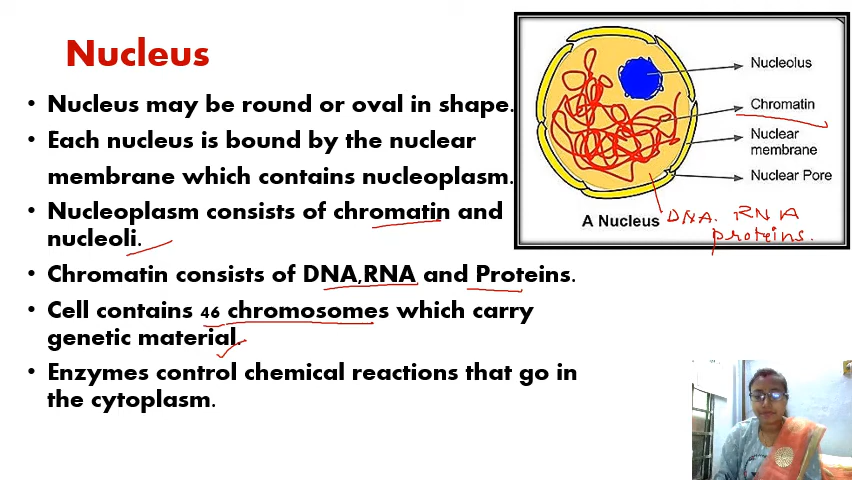 Nucleus
• Nucleus may be round or oval in shape.
• Each nucleus is bound by the nuclear
membrane which contains nucleoplasm.
• Nucleoplasm consists of chromatin and
nucleoli.
• Chromatin consists of DNA,RNA and Proteins.
• Cell contains 46 chromosomes which carry
genetic material.
• Enzymes control chemical reactions that go in
the cytoplasm.
Nucleolus
Chromatin
Nuclear
membrane
Nuclear Pore
A Nucleus
DNA. RNA
proteins.